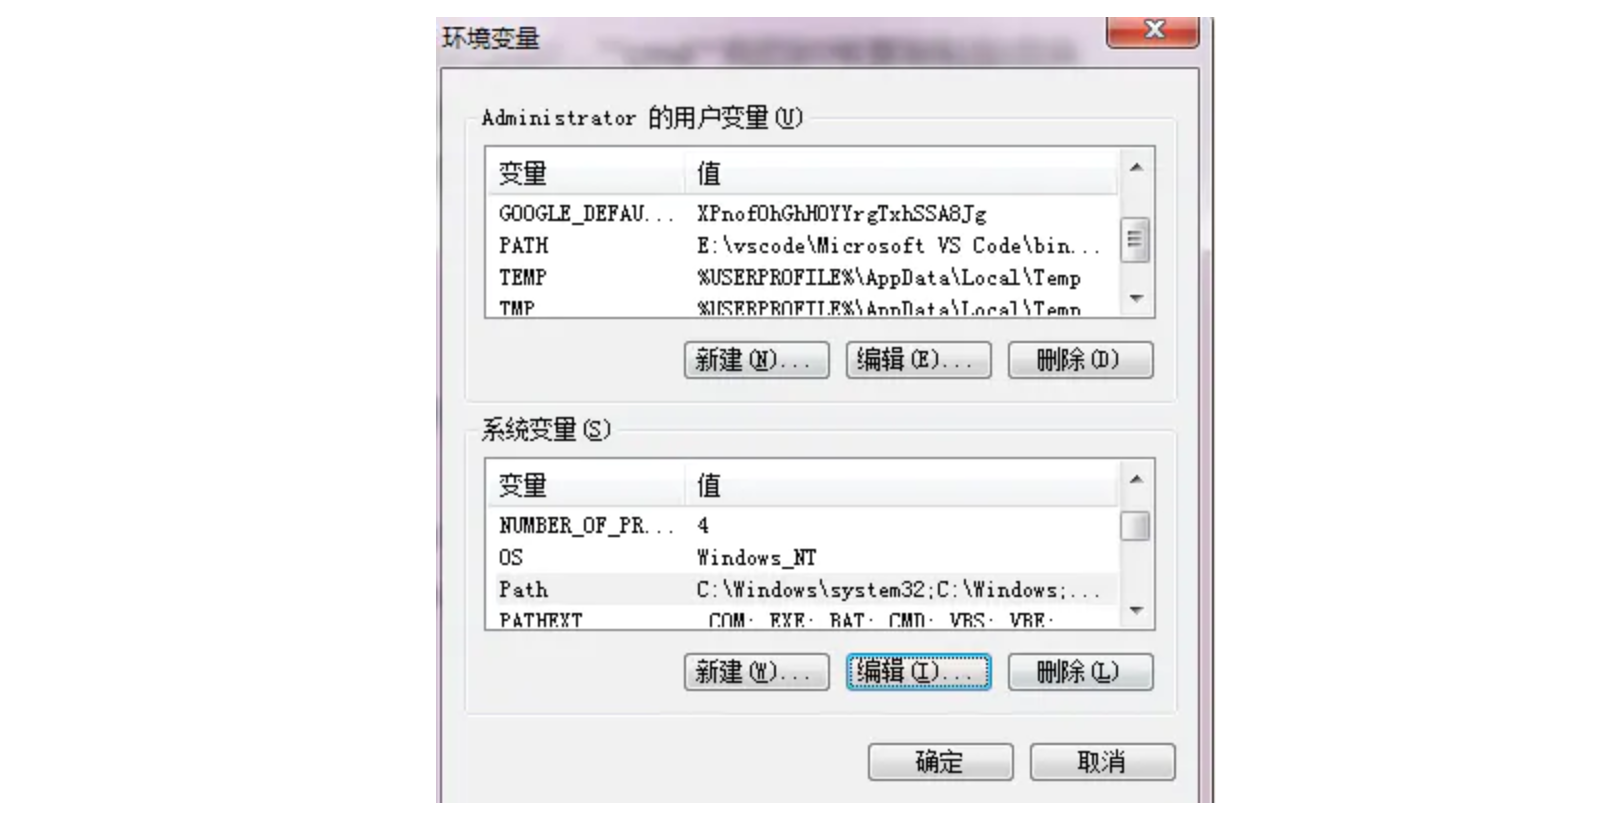 环境变量
Administrator 的用户变量(U)
变量 值
GOOGLE_DEFAU... XPnofOhGhHOYYrgTxhSSA8Jg
PATH E:\vscode\Microsoft VS Code\bin...
TEMP %USERPROFILE%\AppData\Local\Temp
TMP %USERPROFILE%\AppData\Local\Temp
新建(N)... 编辑(E)... 删除(D)
系统变量(S)
变量 值
NUMBER_OF_PR... 4
OS Windows_NT
Path C:\Windows\system32;C:\Windows;...
PATHEXT .COM;.EXE;.BAT;.CMD;.VBS;.VBE;
新建(W)... 编辑(I)... 删除(L)
确定 取消